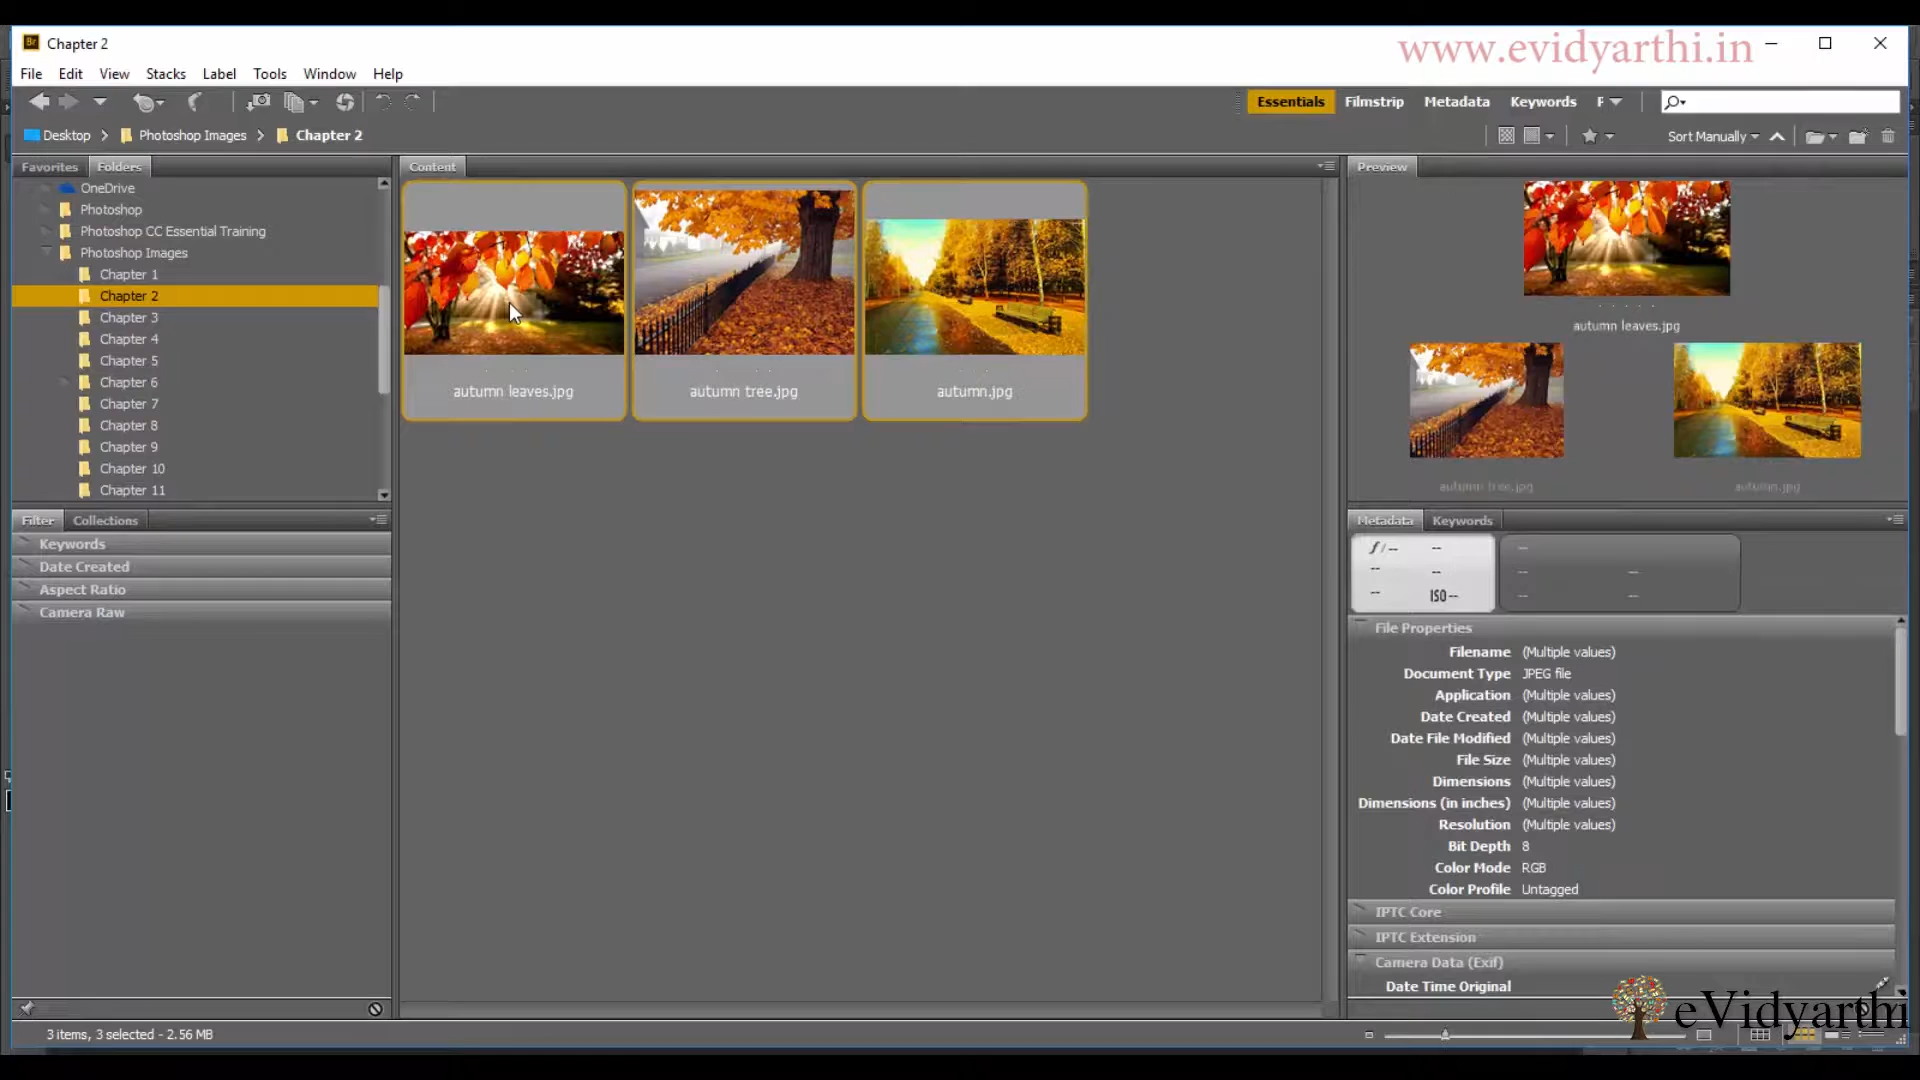 Br Chapter 2
www.evidyarthi.in
File Edit View Stacks Label Tools Window Help
Essentials Filmstrip Metadata Keywords
Desktop Photoshop Images Chapter 2
Sort Manually
Favorites Folders
OneDrive
Photoshop
Photoshop CC Essential Training
Photoshop Images
Chapter 1
Chapter 2
Chapter 3
Chapter 4
Chapter 5
Chapter 6
Chapter 7
Chapter 8
Chapter 9
Chapter 10
Chapter 11
Filter Collections
Keywords
Date Created
Aspect Ratio
Camera Raw
Content
autumn leaves.jpg
autumn tree.jpg
autumn.jpg
Preview
autumn leaves.jpg
autumn tree.jpg
autumn.jpg
Metadata Keywords
f/-- --
-- --
-- ISO--
--
-- --
-- --
File Properties
Filename (Multiple values)
Document Type JPEG file
Application (Multiple values)
Date Created (Multiple values)
Date File Modified (Multiple values)
File Size (Multiple values)
Dimensions (Multiple values)
Dimensions (in inches) (Multiple values)
Resolution (Multiple values)
Bit Depth 8
Color Mode RGB
Color Profile Untagged
IPTC Core
IPTC Extension
Camera Data (Exif)
Date Time Original
eVidyarthi
3 items, 3 selected - 2.56 MB